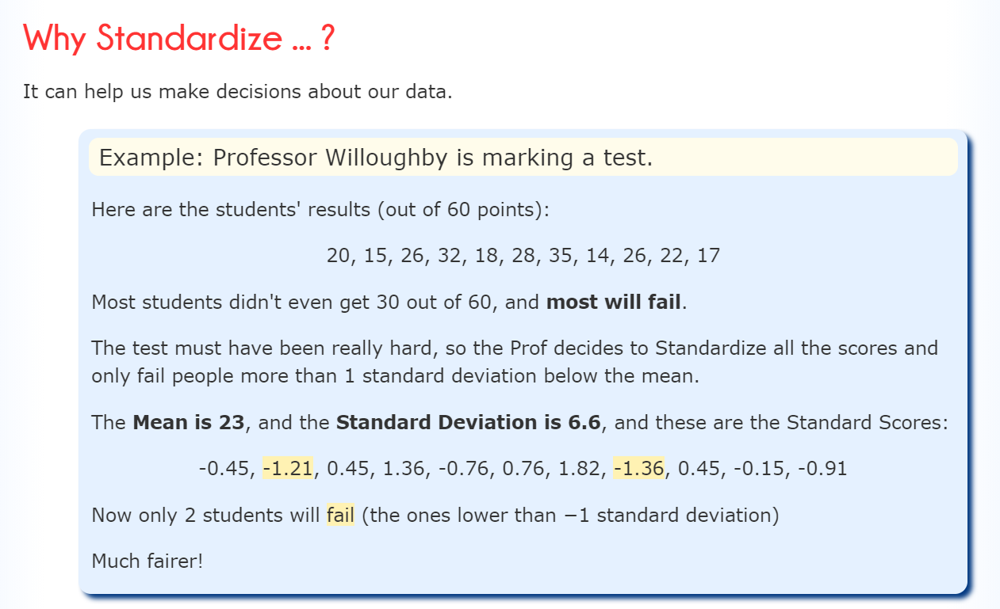 Why Standardize ... ?
It can help us make decisions about our data.
Example: Professor Willoughby is marking a test.
Here are the students' results (out of 60 points):
20, 15, 26, 32, 18, 28, 35, 14, 26, 22, 17
Most students didn't even get 30 out of 60, and most will fail.
The test must have been really hard, so the Prof decides to Standardize all the scores and
only fail people more than 1 standard deviation below the mean.
The Mean is 23, and the Standard Deviation is 6.6, and these are the Standard Scores:
-0.45, -1.21, 0.45, 1.36, -0.76, 0.76, 1.82, -1.36, 0.45, -0.15, -0.91
Now only 2 students will fail (the ones lower than −1 standard deviation)
Much fairer!